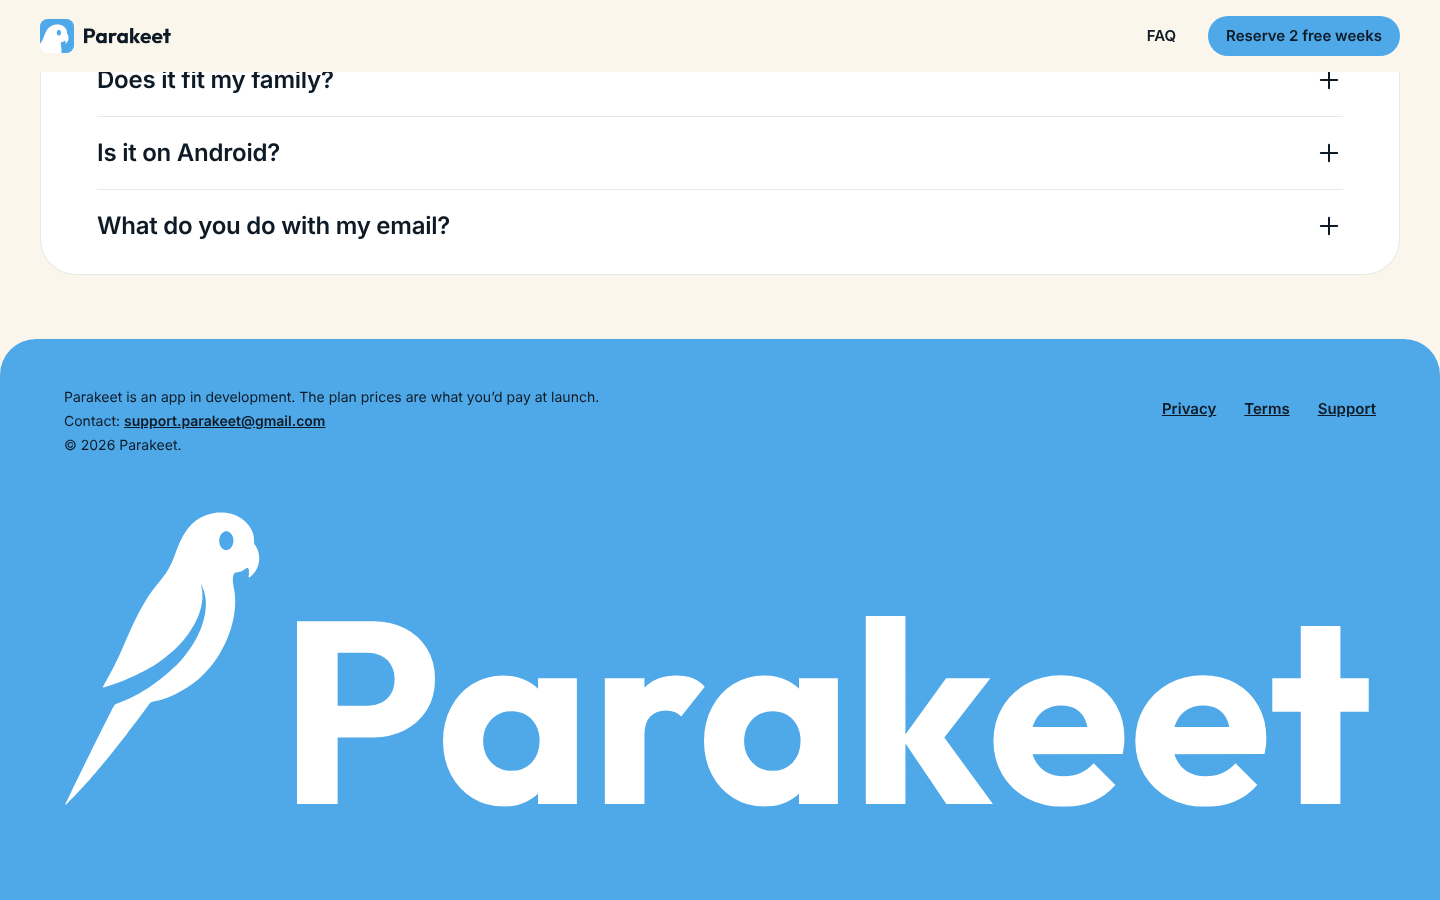 Parakeet
FAQ
Reserve 2 free weeks
Does it fit my family?
Is it on Android?
What do you do with my email?
Parakeet is an app in development. The plan prices are what you’d pay at launch.
Contact: support.parakeet@gmail.com
© 2026 Parakeet.
Privacy
Terms
Support
Parakeet